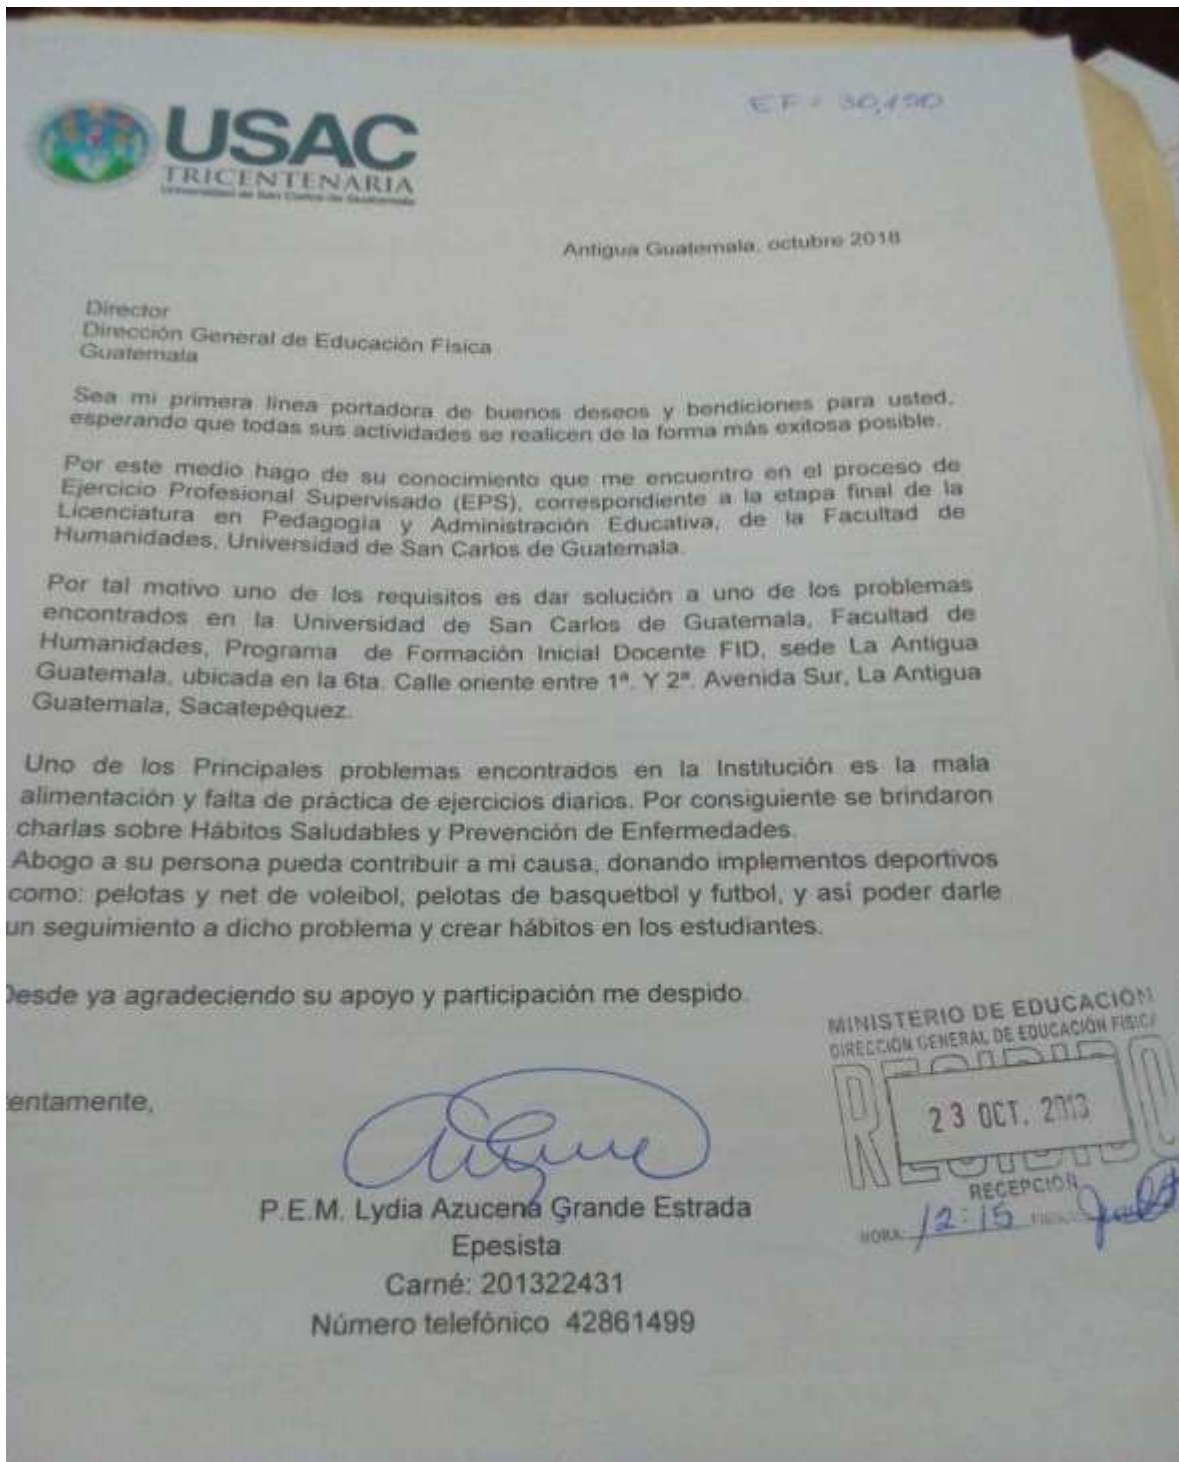 EF = 30,190
USAC
TRICENTENARIA
Universidad de San Carlos de Guatemala
Antigua Guatemala, octubre 2018
Director
Dirección General de Educación Física
Guatemala
Sea mi primera línea portadora de buenos deseos y bendiciones para usted,
esperando que todas sus actividades se realicen de la forma más exitosa posible.
Por este medio hago de su conocimiento que me encuentro en el proceso de
Ejercicio Profesional Supervisado (EPS), correspondiente a la etapa final de la
Licenciatura en Pedagogía y Administración Educativa, de la Facultad de
Humanidades, Universidad de San Carlos de Guatemala.
Por tal motivo uno de los requisitos es dar solución a uno de los problemas
encontrados en la Universidad de San Carlos de Guatemala, Facultad de
Humanidades, Programa de Formación Inicial Docente FID, sede La Antigua
Guatemala, ubicada en la 6ta. Calle oriente entre 1ª. Y 2ª. Avenida Sur, La Antigua
Guatemala, Sacatepéquez.
Uno de los Principales problemas encontrados en la Institución es la mala
alimentación y falta de práctica de ejercicios diarios. Por consiguiente se brindaron
charlas sobre Hábitos Saludables y Prevención de Enfermedades.
Abogo a su persona pueda contribuir a mi causa, donando implementos deportivos
como: pelotas y net de voleibol, pelotas de basquetbol y futbol, y así poder darle
un seguimiento a dicho problema y crear hábitos en los estudiantes.
Desde ya agradeciendo su apoyo y participación me despido.
entamente,
MINISTERIO DE EDUCACIÓN
DIRECCIÓN GENERAL DE EDUCACIÓN FÍSICA
RECIBIDO
23 OCT. 2018
RECEPCIÓN
HORA: 12:15
P.E.M. Lydia Azucena Grande Estrada
Epesista
Carné: 201322431
Número telefónico 42861499